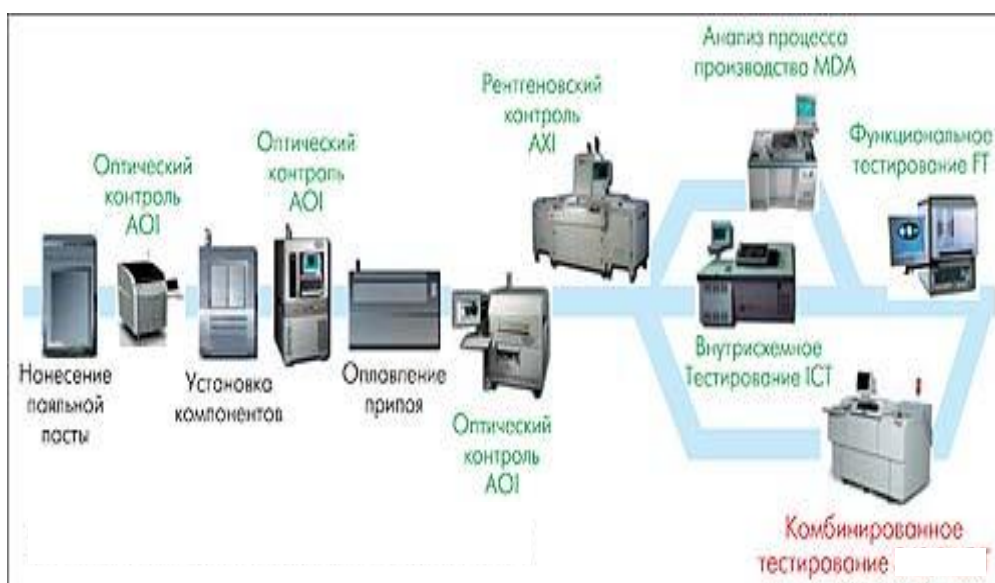 Нанесение
паяльной
пасты
Оптический
контроль
AOI
Установка
компонентов
Оптический
контроль
AOI
Оплавление
припоя
Оптический
контроль
AOI
Рентгеновский
контроль
AXI
Анализ процесса
производства MDA
Внутрисхемное
Тестирование ICT
Функциональное
тестирование FT
Комбинированное
тестирование